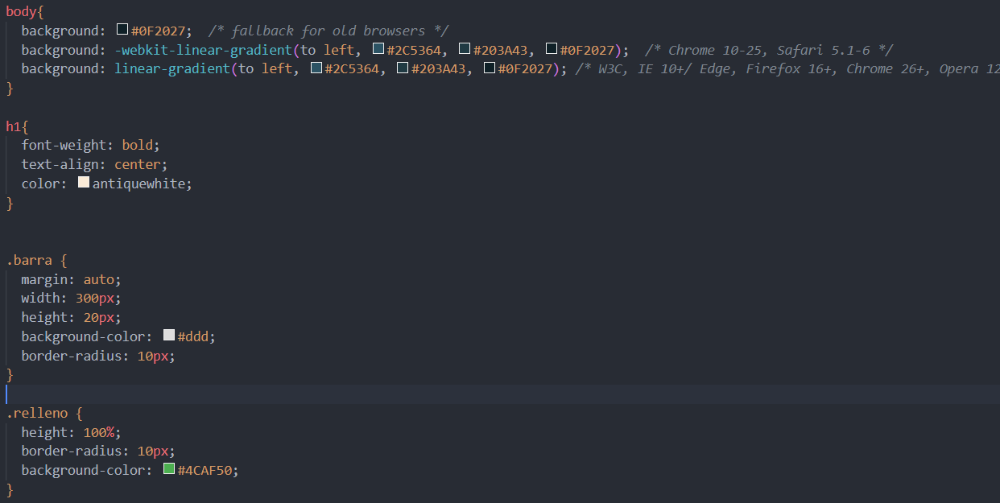 body{
  background: #0F2027;  /* fallback for old browsers */
  background: -webkit-linear-gradient(to left, #2C5364, #203A43, #0F2027);  /* Chrome 10-25, Safari 5.1-6 */
  background: linear-gradient(to left, #2C5364, #203A43, #0F2027); /* W3C, IE 10+/ Edge, Firefox 16+, Chrome 26+, Opera 12
}
h1{
  font-weight: bold;
  text-align: center;
  color: antiquewhite;
}
.barra {
  margin: auto;
  width: 300px;
  height: 20px;
  background-color: #ddd;
  border-radius: 10px;
}
.relleno {
  height: 100%;
  border-radius: 10px;
  background-color: #4CAF50;
}